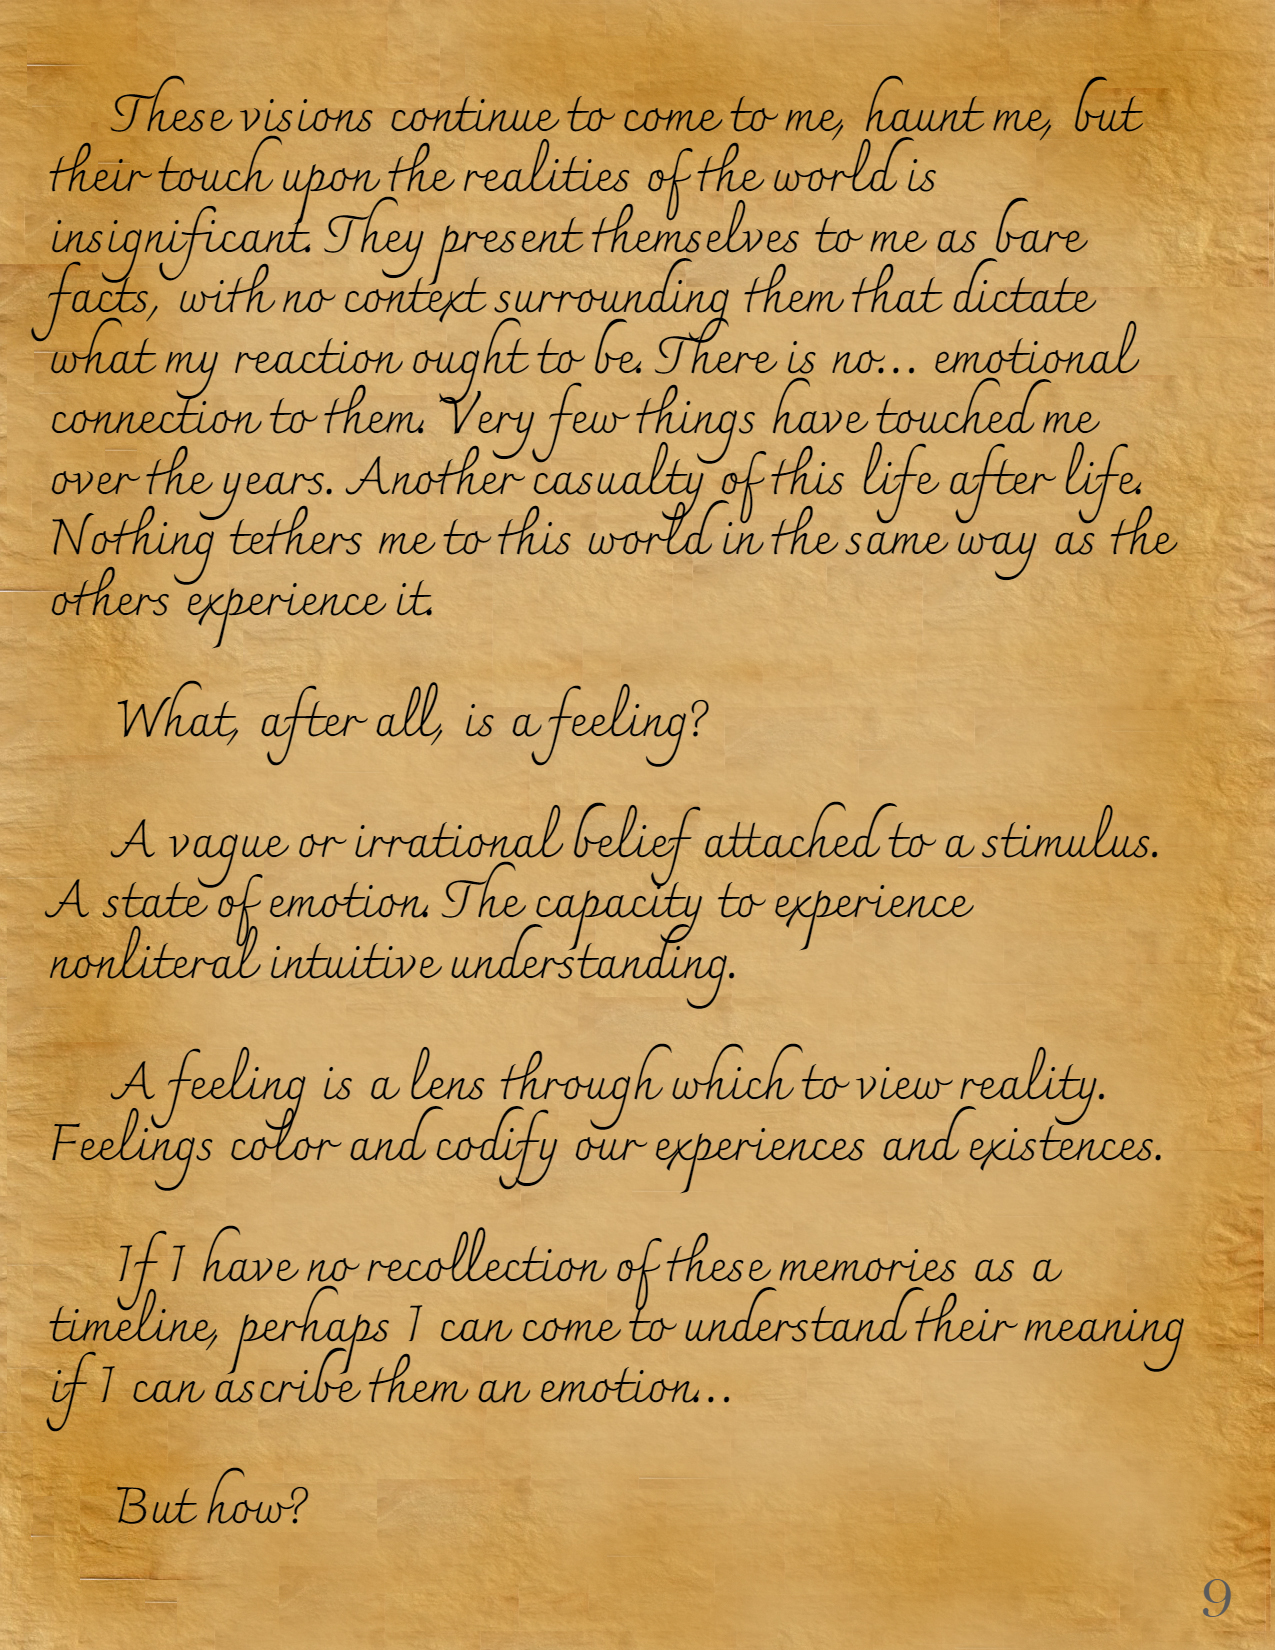 These visions continue to come to me, haunt me, but
their touch upon the realities of the world is
insignificant. They present themselves to me as bare
facts, with no context surrounding them that dictate
what my reaction ought to be. There is no... emotional
connection to them. Very few things have touched me
over the years. Another casualty of this life after life.
Nothing tethers me to this world in the same way as the
others experience it.
What, after all, is a feeling?
A vague or irrational belief attached to a stimulus.
A state of emotion. The capacity to experience
nonliteral intuitive understanding.
A feeling is a lens through which to view reality.
Feelings color and codify our experiences and existences.
If I have no recollection of these memories as a
timeline, perhaps I can come to understand their meaning
if I can ascribe them an emotion...
But how?
9